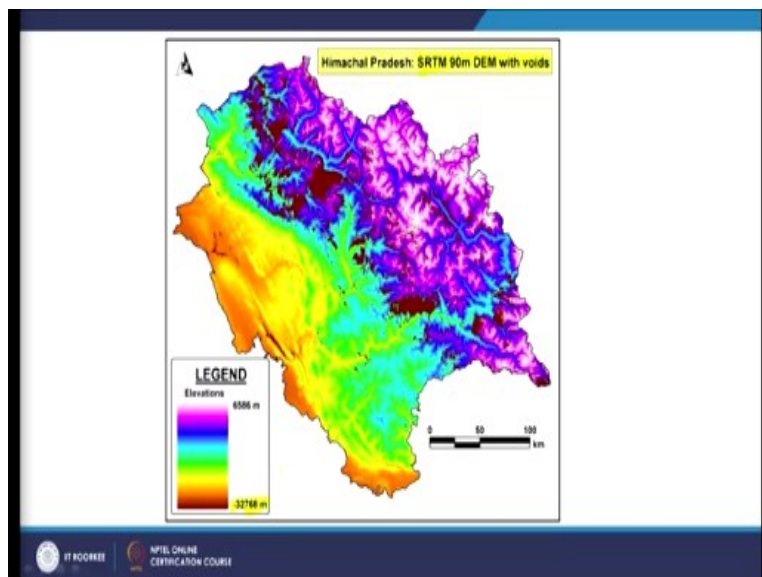 Himachal Pradesh: SRTM 90m DEM with voids
LEGEND
Elevations
6586 m
-32768 m
0 50 100
km
IIT ROORKEE
NPTEL ONLINE
CERTIFICATION COURSE